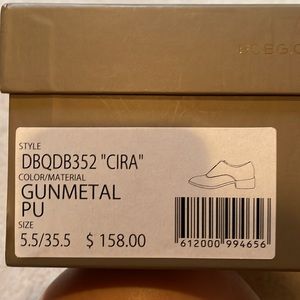 STYLE
DBQDB352 "CIRA"
COLOR/MATERIAL
GUNMETAL
PU
SIZE
5.5/35.5 $ 158.00
612000 994656